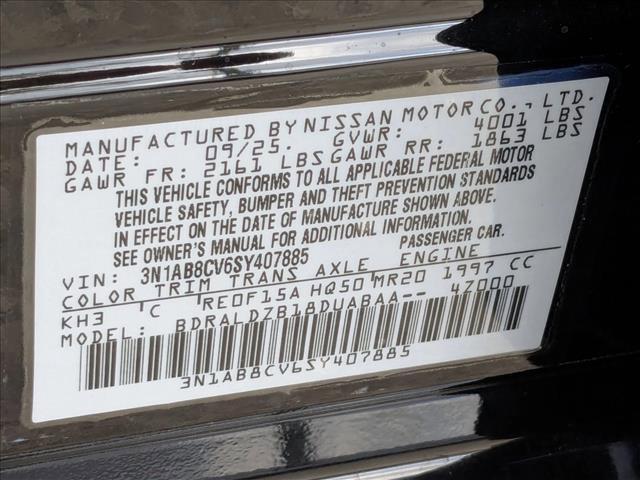 MANUFACTURED BY NISSAN MOTOR CO., LTD.
DATE: 09/25. GVWR: 4001 LBS
GAWR FR: 2161 LBS GAWR RR: 1863 LBS
THIS VEHICLE CONFORMS TO ALL APPLICABLE FEDERAL MOTOR
VEHICLE SAFETY, BUMPER AND THEFT PREVENTION STANDARDS
IN EFFECT ON THE DATE OF MANUFACTURE SHOWN ABOVE.
SEE OWNER'S MANUAL FOR ADDITIONAL INFORMATION.
VIN: 3N1AB8CV6SY407885 PASSENGER CAR.
COLOR TRIM TRANS AXLE ENGINE
KH3 'C RE0F15A HQ50 MR20 1997 CC
MODEL: BDRALDZB18DUABAA-- 47000
3N1AB8CV6SY407885